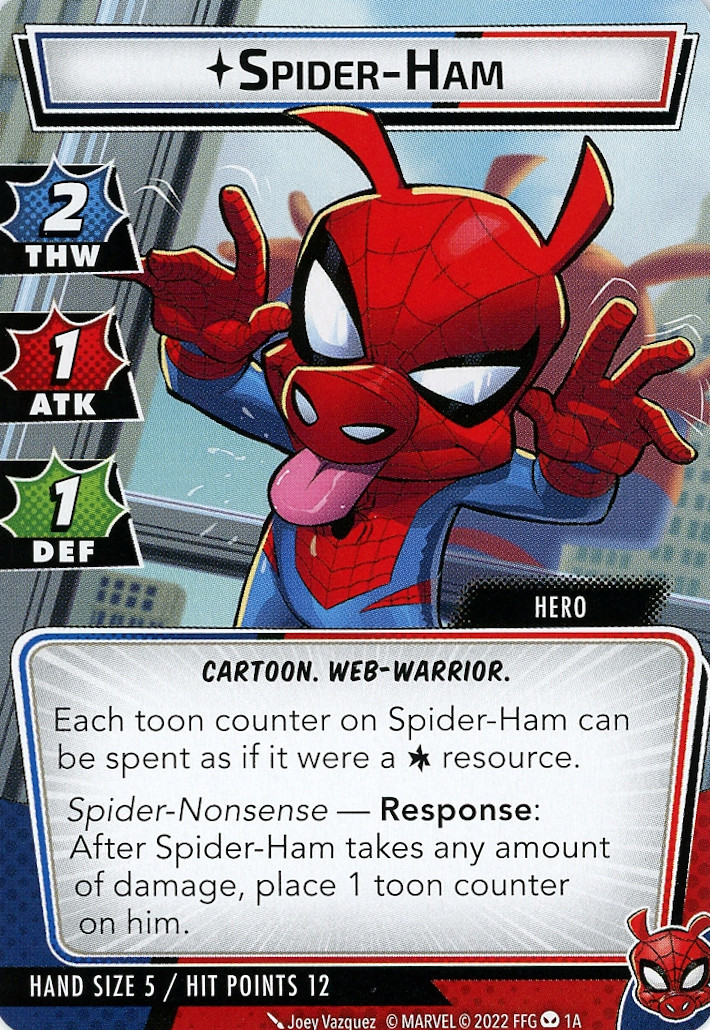 Spider-Ham
2
THW
1
ATK
1
DEF
HERO
CARTOON. WEB-WARRIOR.
Each toon counter on Spider-Ham can
be spent as if it were a resource.
Spider-Nonsense — Response:
After Spider-Ham takes any amount
of damage, place 1 toon counter
on him.
HAND SIZE 5 / HIT POINTS 12
Joey Vazquez © MARVEL © 2022 FFG 1A